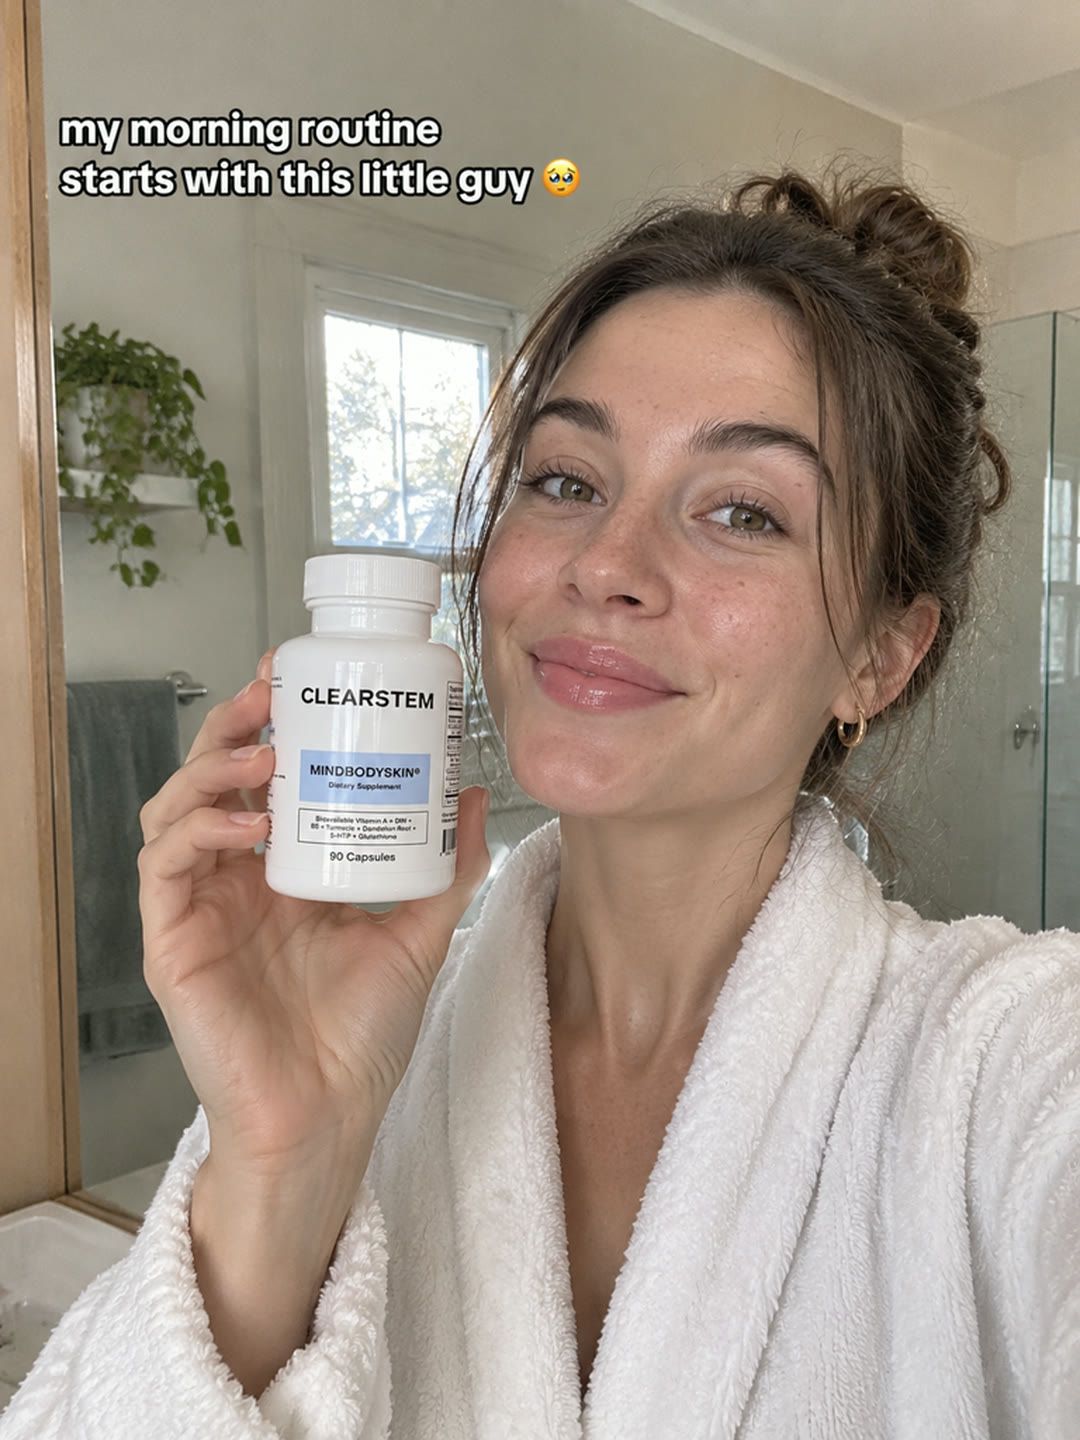 my morning routine
starts with this little guy 🥹
CLEARSTEM
MINDBODYSKIN®
Dietary Supplement
Bioavailable Vitamin A + DIM +
B6 + Turmeric + Dandelion Root +
5-HTP + Glutathione
90 Capsules